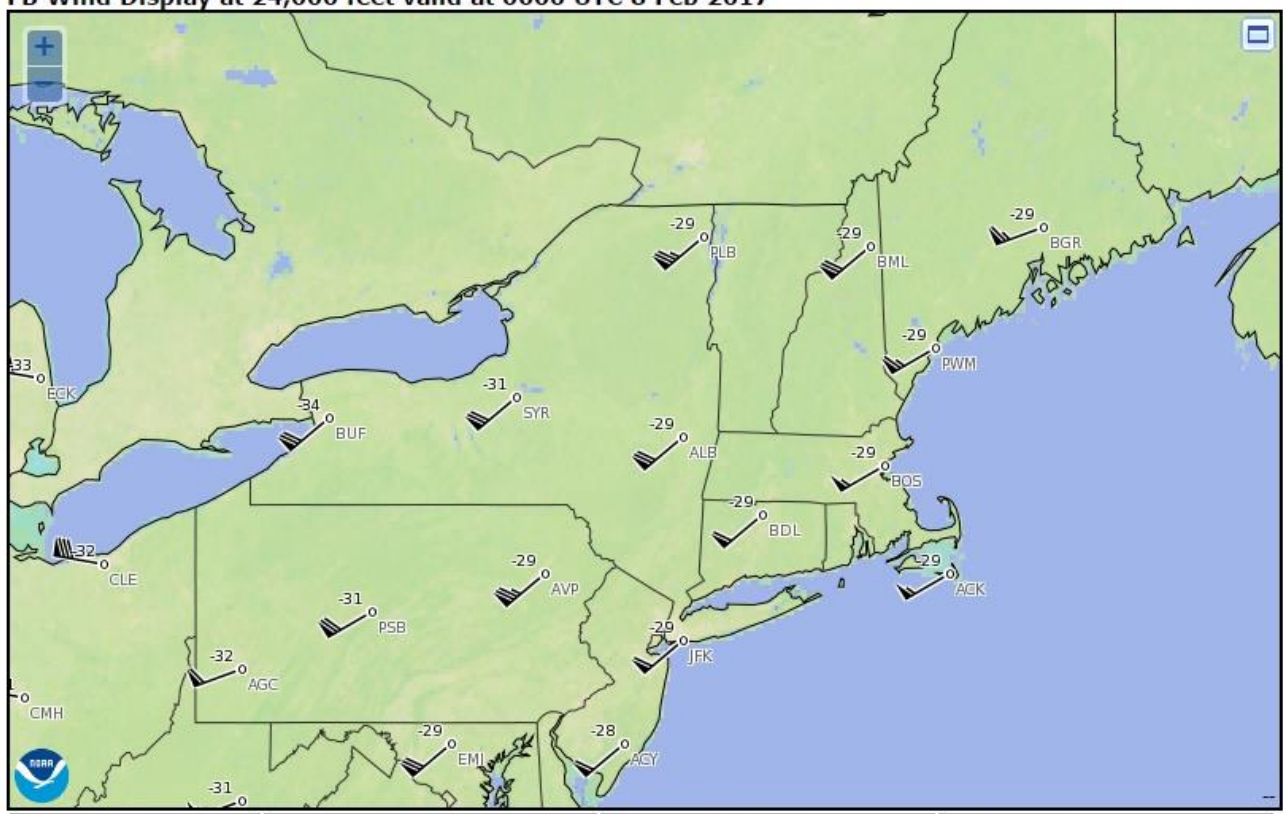 FB Wind Display at 24,000 feet valid at 0000 UTC 8 Feb 2017
+
−
-29
PLB
-29
BML
-29
BGR
-29
PWM
-33
ECK
-31
SYR
-34
BUF
-29
ALB
-29
BOS
-29
BDL
-32
CLE
-29
AVP
-29
ACK
-31
PSB
-29
JFK
-32
AGC
CMH
-29
EMI
-28
ACY
NOAA
-31
--